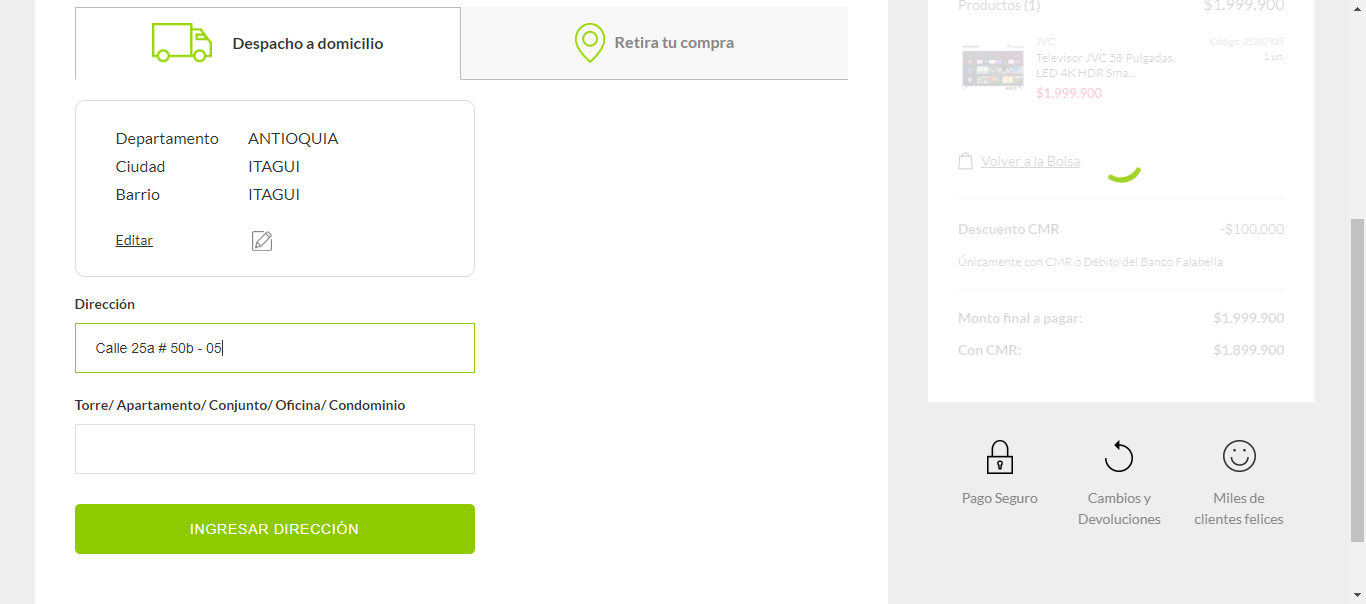 Despacho a domicilio
Retira tu compra
Departamento ANTIOQUIA
Ciudad ITAGUI
Barrio ITAGUI
Editar
Dirección
Calle 25a # 50b - 05
Torre/ Apartamento/ Conjunto/ Oficina/ Condominio
INGRESAR DIRECCIÓN
Productos (1) $1.999.900
JVC Código: 25207925
Televisor JVC 58 Pulgadas 1 un.
LED 4K HDR Sma...
$1.999.900
Volver a la Bolsa
Descuento CMR -$100.000
Únicamente con CMR o Débito del Banco Falabella
Monto final a pagar: $1.999.900
Con CMR: $1.899.900
Pago Seguro
Cambios y
Devoluciones
Miles de
clientes felices